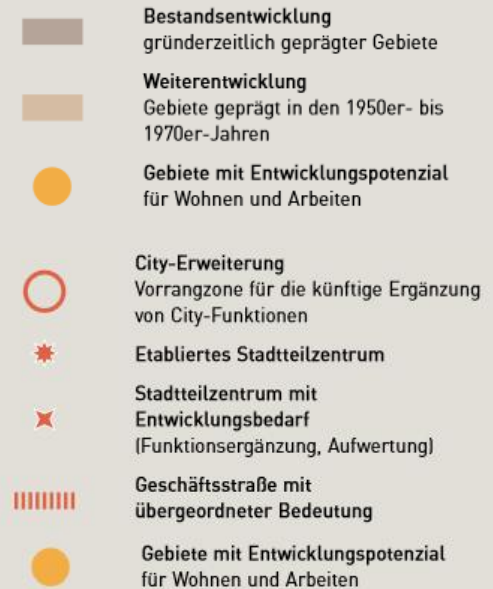 Bestandsentwicklung
gründerzeitlich geprägter Gebiete
Weiterentwicklung
Gebiete geprägt in den 1950er- bis
1970er-Jahren
Gebiete mit Entwicklungspotenzial
für Wohnen und Arbeiten
City-Erweiterung
Vorrangzone für die künftige Ergänzung
von City-Funktionen
Etabliertes Stadtteilzentrum
Stadtteilzentrum mit
Entwicklungsbedarf
(Funktionsergänzung, Aufwertung)
Geschäftsstraße mit
übergeordneter Bedeutung
Gebiete mit Entwicklungspotenzial
für Wohnen und Arbeiten